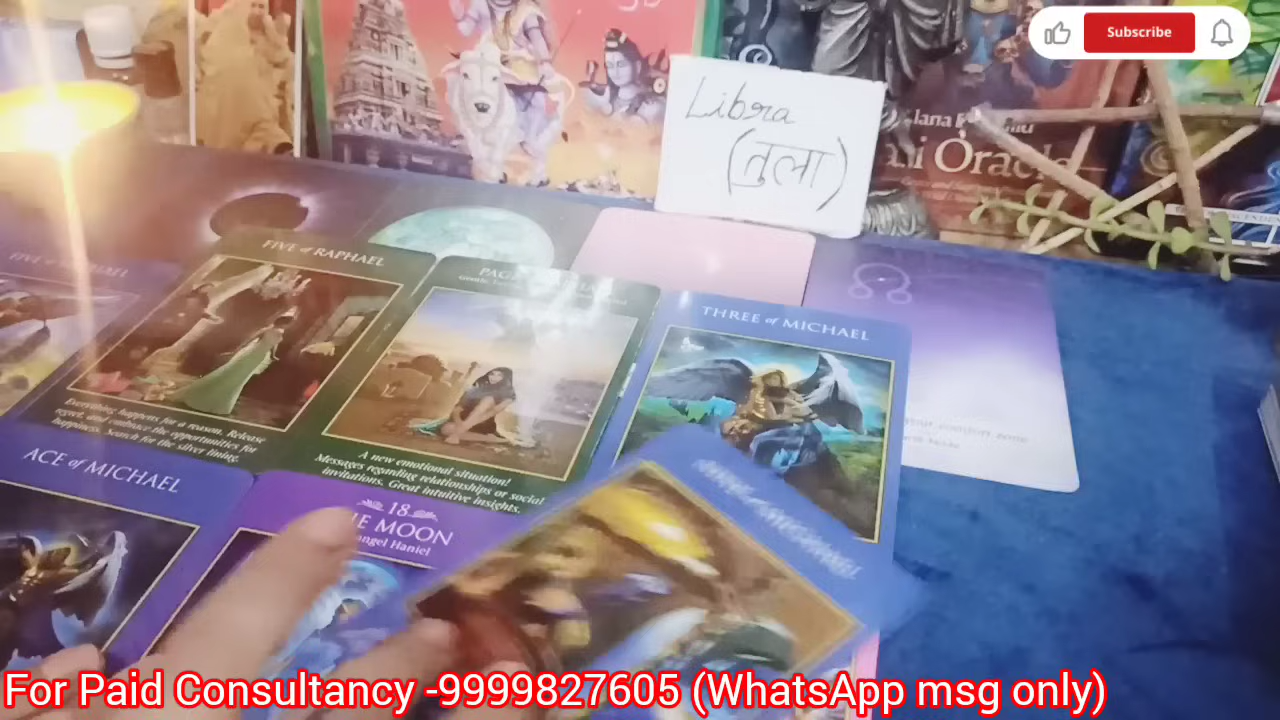 Subscribe
Libra
(तुला)
Oracle
FIVE of RAPHAEL
THREE of MICHAEL
Everything happens for a reason. Release
regret, and embrace the opportunities for
happiness. Search for the silver lining.
A new emotional situation!
Messages regarding relationships or social
invitations. Great intuitive insights.
ACE of MICHAEL
18
THE MOON
angel Haniel
For Paid Consultancy -9999827605 (WhatsApp msg only)